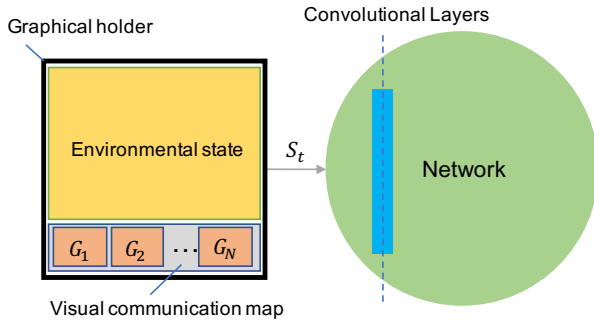 Graphical holder
Convolutional Layers
Environmental state
S_t
Network
G_1 G_2 ... G_N
Visual communication map